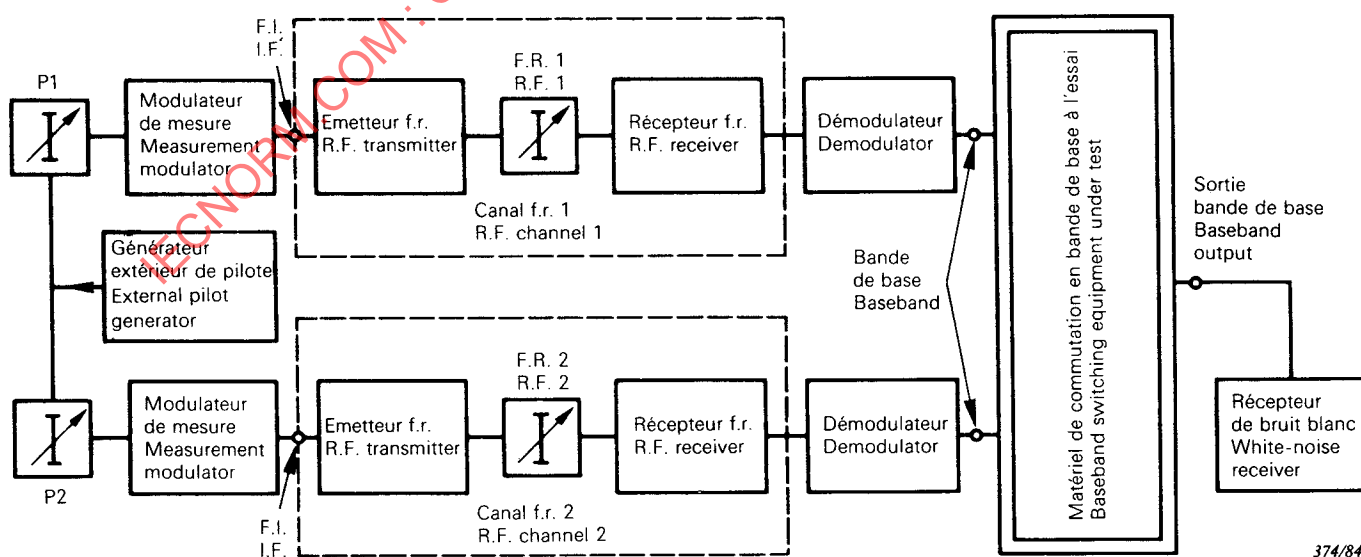 P1
Modulateur
de mesure
Measurement
modulator
F.I.
I.F.
Emetteur f.r.
R.F. transmitter
F.R. 1
R.F. 1
Récepteur f.r.
R.F. receiver
Canal f.r. 1
R.F. channel 1
Démodulateur
Demodulator
Générateur
extérieur de pilote
External pilot
generator
Bande
de base
Baseband
Matériel de commutation en bande de base à l'essai
Baseband switching equipment under test
Sortie
bande de base
Baseband
output
P2
Modulateur
de mesure
Measurement
modulator
F.I.
I.F.
Emetteur f.r.
R.F. transmitter
F.R. 2
R.F. 2
Récepteur f.r.
R.F. receiver
Canal f.r. 2
R.F. channel 2
Démodulateur
Demodulator
Récepteur
de bruit blanc
White-noise
receiver
374/84
IECNORM.COM :